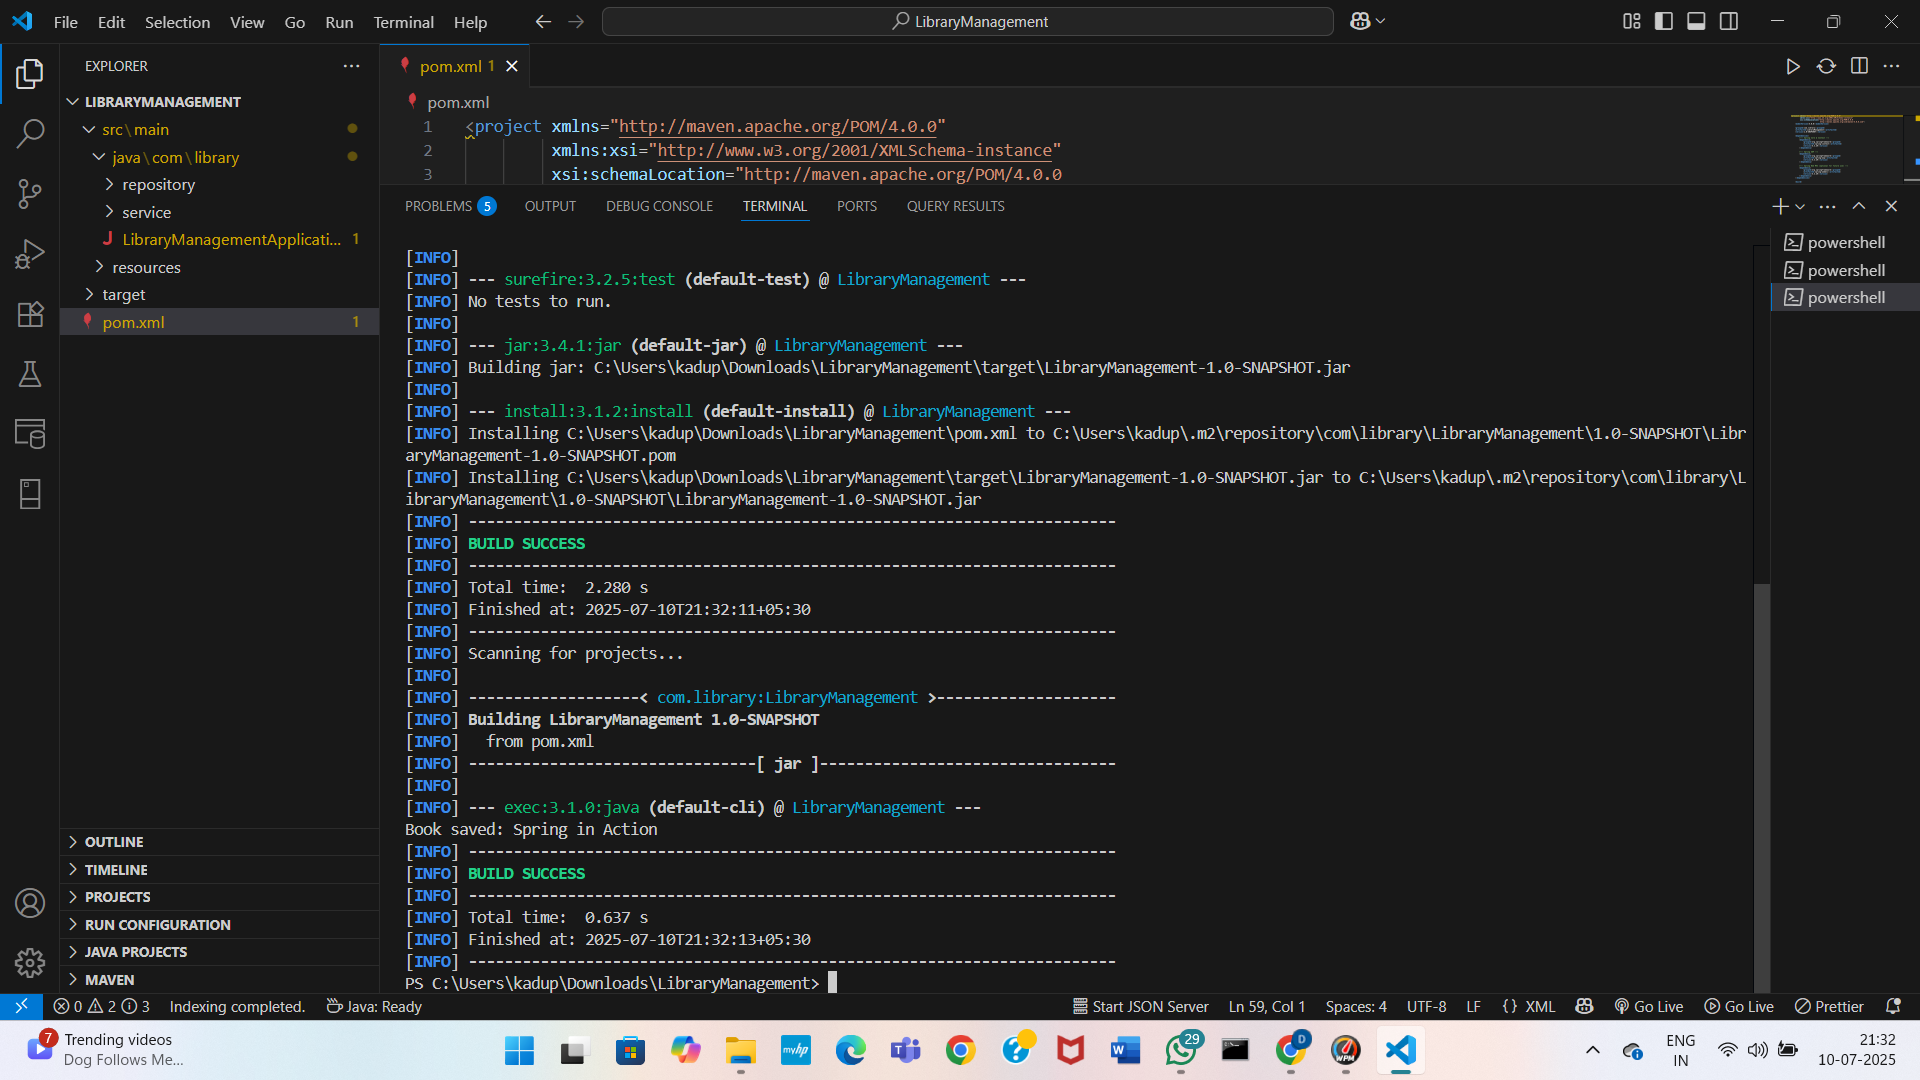 File Edit Selection View Go Run Terminal Help
LibraryManagement
EXPLORER
LIBRARYMANAGEMENT
src\main
java\com\library
repository
service
LibraryManagementApplicati... 1
resources
target
pom.xml 1
OUTLINE
TIMELINE
PROJECTS
RUN CONFIGURATION
JAVA PROJECTS
MAVEN
pom.xml 1
pom.xml
1 <project xmlns="http://maven.apache.org/POM/4.0.0"
2 xmlns:xsi="http://www.w3.org/2001/XMLSchema-instance"
3 xsi:schemaLocation="http://maven.apache.org/POM/4.0.0
PROBLEMS 5 OUTPUT DEBUG CONSOLE TERMINAL PORTS QUERY RESULTS
powershell
powershell
powershell
[INFO]
[INFO] --- surefire:3.2.5:test (default-test) @ LibraryManagement ---
[INFO] No tests to run.
[INFO]
[INFO] --- jar:3.4.1:jar (default-jar) @ LibraryManagement ---
[INFO] Building jar: C:\Users\kadup\Downloads\LibraryManagement\target\LibraryManagement-1.0-SNAPSHOT.jar
[INFO]
[INFO] --- install:3.1.2:install (default-install) @ LibraryManagement ---
[INFO] Installing C:\Users\kadup\Downloads\LibraryManagement\pom.xml to C:\Users\kadup\.m2\repository\com\library\LibraryManagement\1.0-SNAPSHOT\Libr
aryManagement-1.0-SNAPSHOT.pom
[INFO] Installing C:\Users\kadup\Downloads\LibraryManagement\target\LibraryManagement-1.0-SNAPSHOT.jar to C:\Users\kadup\.m2\repository\com\library\L
ibraryManagement\1.0-SNAPSHOT\LibraryManagement-1.0-SNAPSHOT.jar
[INFO] ------------------------------------------------------------------------
[INFO] BUILD SUCCESS
[INFO] ------------------------------------------------------------------------
[INFO] Total time:  2.280 s
[INFO] Finished at: 2025-07-10T21:32:11+05:30
[INFO] ------------------------------------------------------------------------
[INFO] Scanning for projects...
[INFO]
[INFO] -------------------< com.library:LibraryManagement >--------------------
[INFO] Building LibraryManagement 1.0-SNAPSHOT
[INFO]   from pom.xml
[INFO] --------------------------------[ jar ]---------------------------------
[INFO]
[INFO] --- exec:3.1.0:java (default-cli) @ LibraryManagement ---
Book saved: Spring in Action
[INFO] ------------------------------------------------------------------------
[INFO] BUILD SUCCESS
[INFO] ------------------------------------------------------------------------
[INFO] Total time:  0.637 s
[INFO] Finished at: 2025-07-10T21:32:13+05:30
[INFO] ------------------------------------------------------------------------
PS C:\Users\kadup\Downloads\LibraryManagement>
0 2 3 Indexing completed. Java: Ready Start JSON Server Ln 59, Col 1 Spaces: 4 UTF-8 LF {} XML Go Live Go Live Prettier
7 Trending videos
Dog Follows Me...
myhp
29
D
WPM
ENG
IN
21:32
10-07-2025